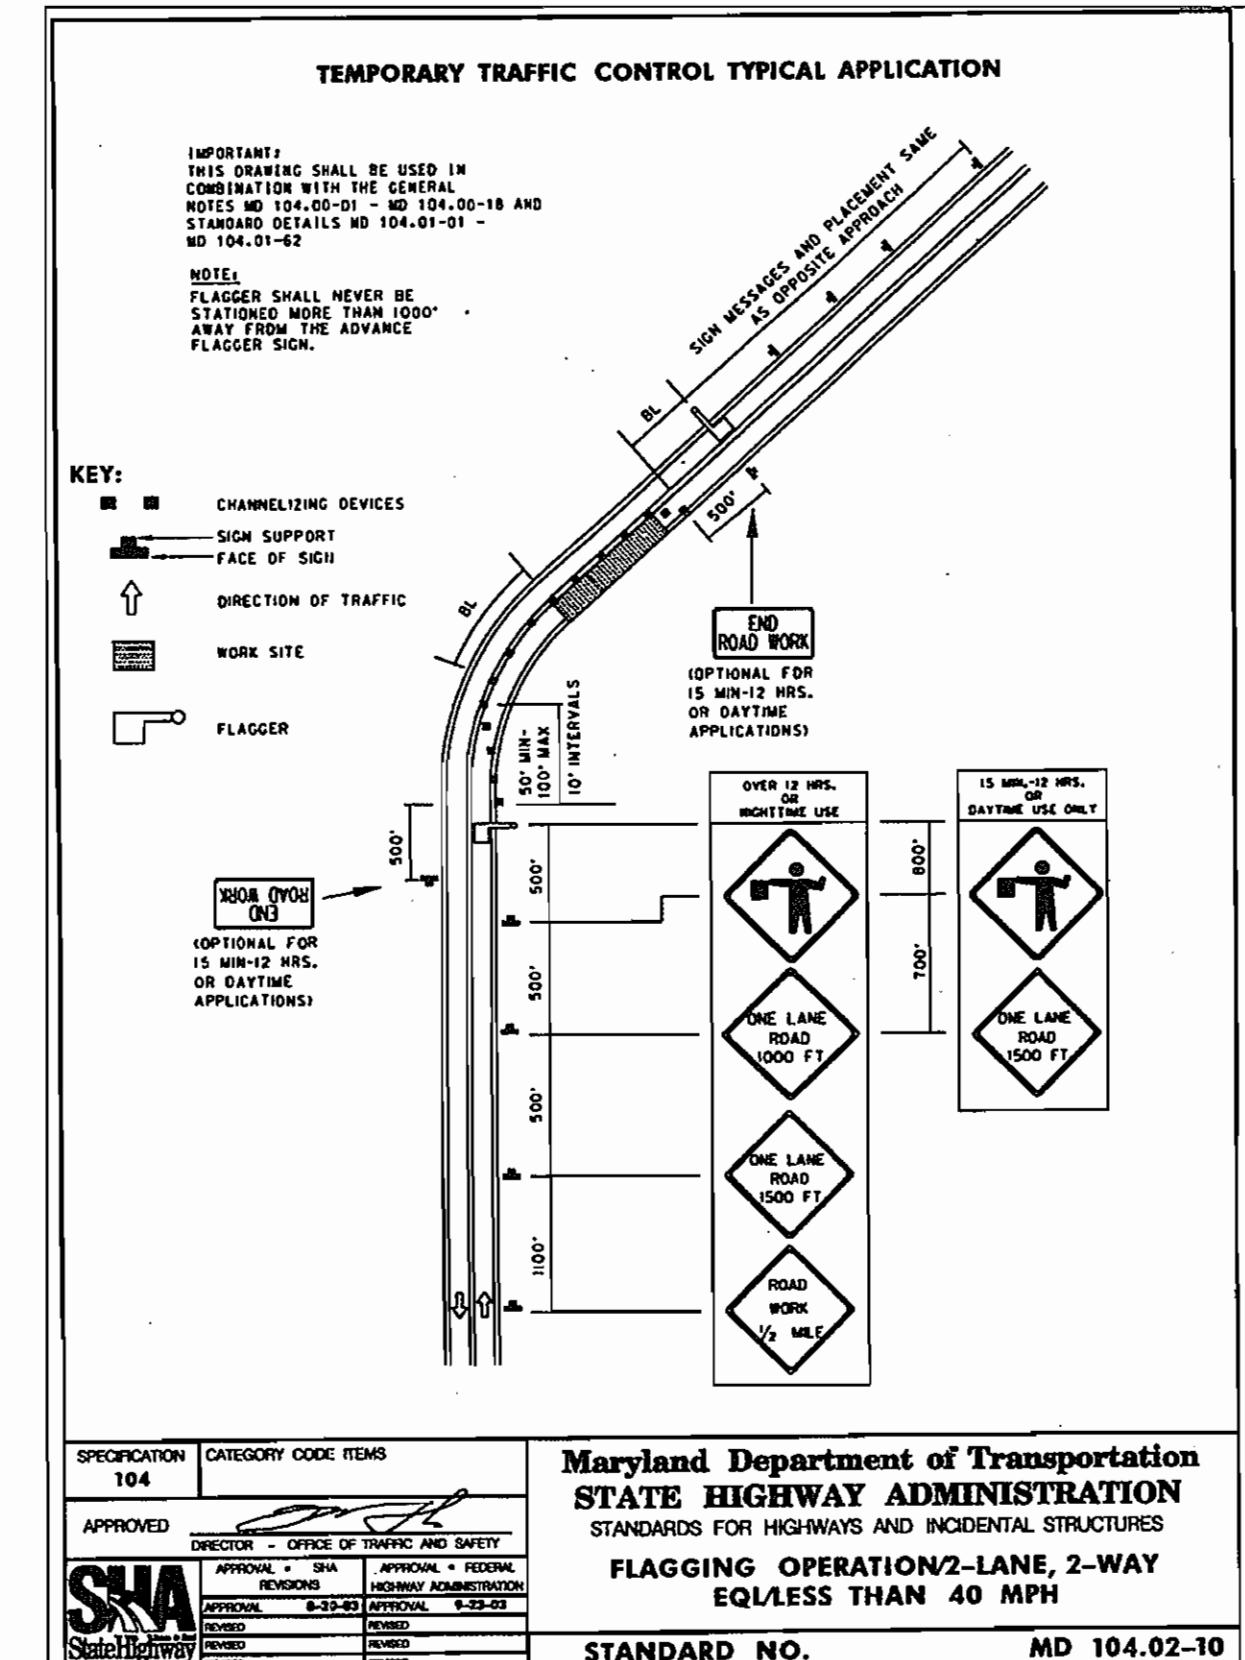 TEMPORARY TRAFFIC CONTROL TYPICAL APPLICATION
IMPORTANT:
THIS DRAWING SHALL BE USED IN
COMBINATION WITH THE GENERAL
NOTES MD 104.00-01 - MD 104.00-18 AND
STANDARD DETAILS MD 104.01-01 -
MD 104.01-62
NOTE:
FLAGGER SHALL NEVER BE
STATIONED MORE THAN 1000'
AWAY FROM THE ADVANCE
FLAGGER SIGN.
SIGN MESSAGES AND PLACEMENT SAME
AS OPPOSITE APPROACH
BL
500'
KEY:
CHANNELIZING DEVICES
SIGN SUPPORT
FACE OF SIGN
DIRECTION OF TRAFFIC
WORK SITE
FLAGGER
BL
END
ROAD WORK
(OPTIONAL FOR
15 MIN-12 HRS.
OR DAYTIME
APPLICATIONS)
50' MIN-
100' MAX
10' INTERVALS
500'
END
ROAD WORK
(OPTIONAL FOR
15 MIN-12 HRS.
OR DAYTIME
APPLICATIONS)
500'
500'
500'
1100'
OVER 12 HRS.
OR
NIGHTTIME USE
ONE LANE
ROAD
1000 FT
ONE LANE
ROAD
1500 FT
ROAD
WORK
1/2 MILE
800'
700'
15 MIN.-12 HRS.
OR
DAYTIME USE ONLY
ONE LANE
ROAD
1500 FT
SPECIFICATION
104
CATEGORY CODE ITEMS
APPROVED
DIRECTOR - OFFICE OF TRAFFIC AND SAFETY
SHA
State Highway
APPROVAL • SHA
REVISIONS
APPROVAL • FEDERAL
HIGHWAY ADMINISTRATION
APPROVAL 8-20-03
APPROVAL 9-23-03
REVISED
REVISED
REVISED
REVISED
Maryland Department of Transportation
STATE HIGHWAY ADMINISTRATION
STANDARDS FOR HIGHWAYS AND INCIDENTAL STRUCTURES
FLAGGING OPERATION/2-LANE, 2-WAY
EQL/LESS THAN 40 MPH
STANDARD NO.
MD 104.02-10